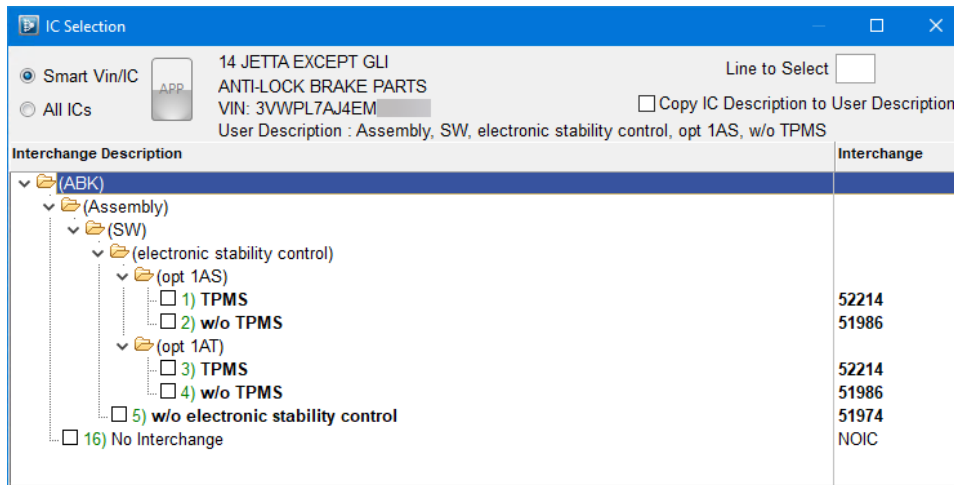 IC Selection
Smart Vin/IC
All ICs
APP
14 JETTA EXCEPT GLI
ANTI-LOCK BRAKE PARTS
VIN: 3VWPL7AJ4EM
User Description : Assembly, SW, electronic stability control, opt 1AS, w/o TPMS
Line to Select
Copy IC Description to User Description
Interchange Description Interchange
(ABK)
(Assembly)
(SW)
(electronic stability control)
(opt 1AS)
1) TPMS 52214
2) w/o TPMS 51986
(opt 1AT)
3) TPMS 52214
4) w/o TPMS 51986
5) w/o electronic stability control 51974
16) No Interchange NOIC